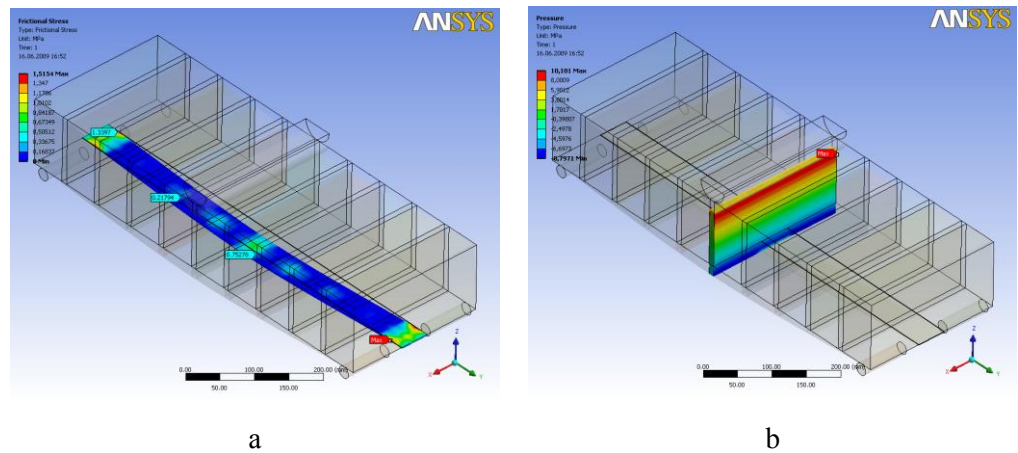 Frictional Stress
Type: Frictional Stress
Unit: MPa
Time: 1
16.06.2009 16:52
ANSYS
1,5154 Max
1,347
1,1786
1,0102
0,84187
0,67349
0,50512
0,33675
0,16837
0 Min
1.3397
0,21794
0,75276
Max
0.00
100.00
200.00 (mm)
50.00
150.00
Z
X
Y
a
Pressure
Type: Pressure
Unit: MPa
Time: 1
16.06.2009 16:52
ANSYS
10,181 Max
8,0809
5,9812
3,8814
1,7817
-0,39807
-2,4978
-4,5976
-6,6973
-8,7971 Min
Max
0.00
100.00
200.00 (mm)
50.00
150.00
Z
X
Y
b